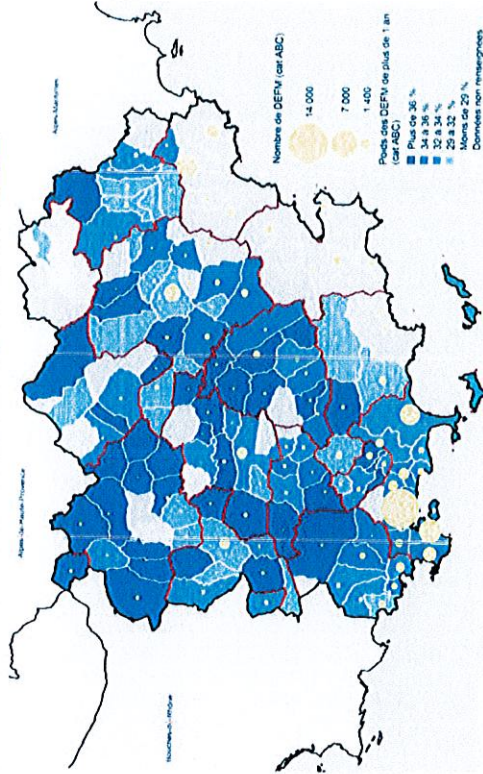 Alpes-Maritimes
Alpes-de-Haute-Provence
Bouches-du-Rhône
Nombre de DEFM (cat ABC)
14 000
7 000
1 400
Poids des DEFM de plus de 1 an
(cat ABC)
Plus de 36 %
34 à 36 %
32 à 34 %
29 à 32 %
Moins de 29 %
Données non renseignées